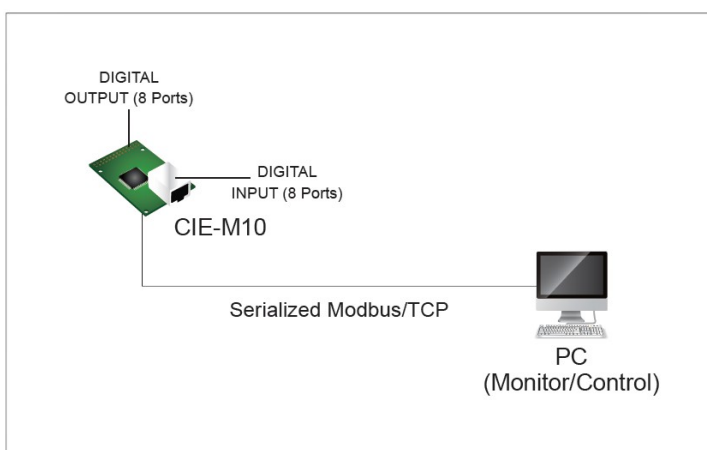 DIGITAL
OUTPUT (8 Ports)
DIGITAL
INPUT (8 Ports)
CIE-M10
Serialized Modbus/TCP
PC
(Monitor/Control)